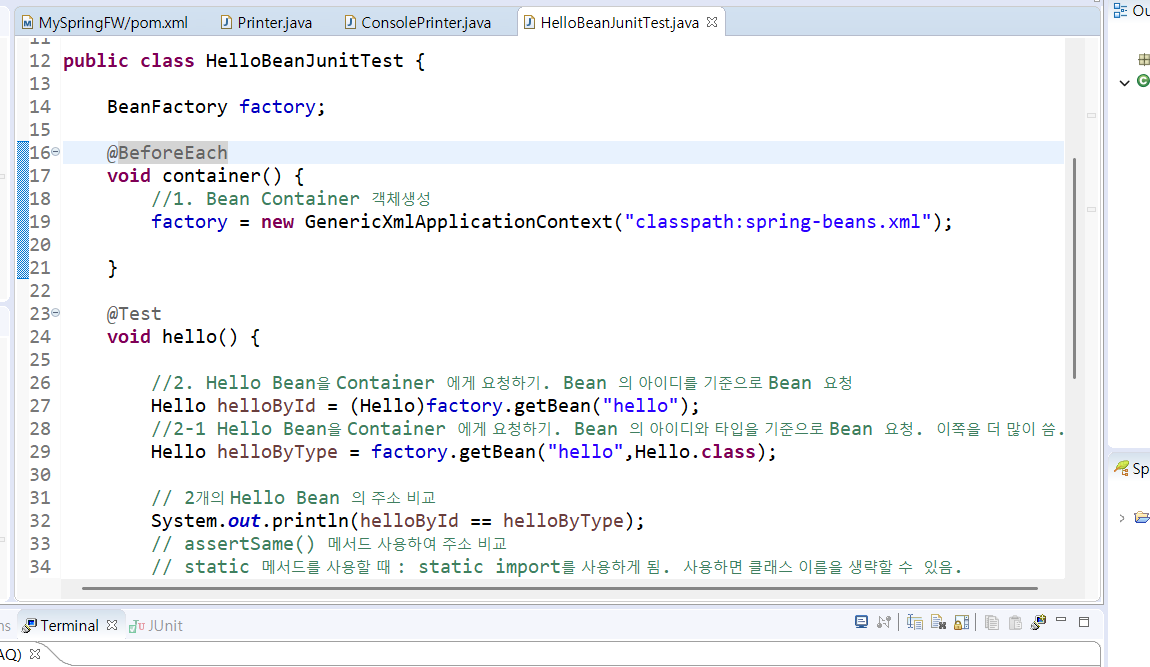 MySpringFW/pom.xml Printer.java ConsolePrinter.java HelloBeanJunitTest.java
11
12 public class HelloBeanJunitTest {
13
14 BeanFactory factory;
15
16 @BeforeEach
17 void container() {
18 //1. Bean Container 객체생성
19 factory = new GenericXmlApplicationContext("classpath:spring-beans.xml");
20
21 }
22
23 @Test
24 void hello() {
25
26 //2. Hello Bean을 Container 에게 요청하기. Bean 의 아이디를 기준으로 Bean 요청
27 Hello helloById = (Hello)factory.getBean("hello");
28 //2-1 Hello Bean을 Container 에게 요청하기. Bean 의 아이디와 타입을 기준으로 Bean 요청. 이쪽을 더 많이 씀.
29 Hello helloByType = factory.getBean("hello",Hello.class);
30
31 // 2개의 Hello Bean 의 주소 비교
32 System.out.println(helloById == helloByType);
33 // assertSame() 메서드 사용하여 주소 비교
34 // static 메서드를 사용할 때 : static import를 사용하게 됨. 사용하면 클래스 이름을 생략할 수 있음.
Ou
Sp
ns Terminal JUnit
AQ)